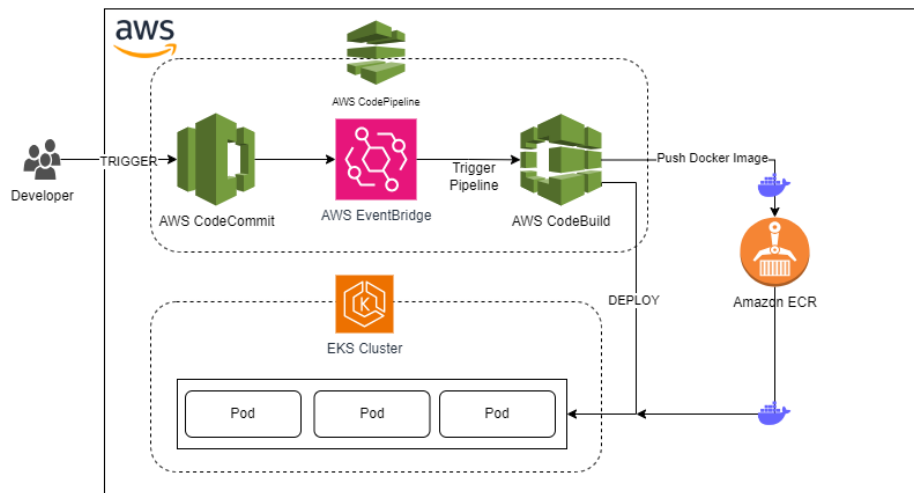 aws
AWS CodePipeline
TRIGGER
Developer
AWS CodeCommit
AWS EventBridge
Trigger
Pipeline
AWS CodeBuild
Push Docker Image
Amazon ECR
DEPLOY
K
EKS Cluster
Pod
Pod
Pod